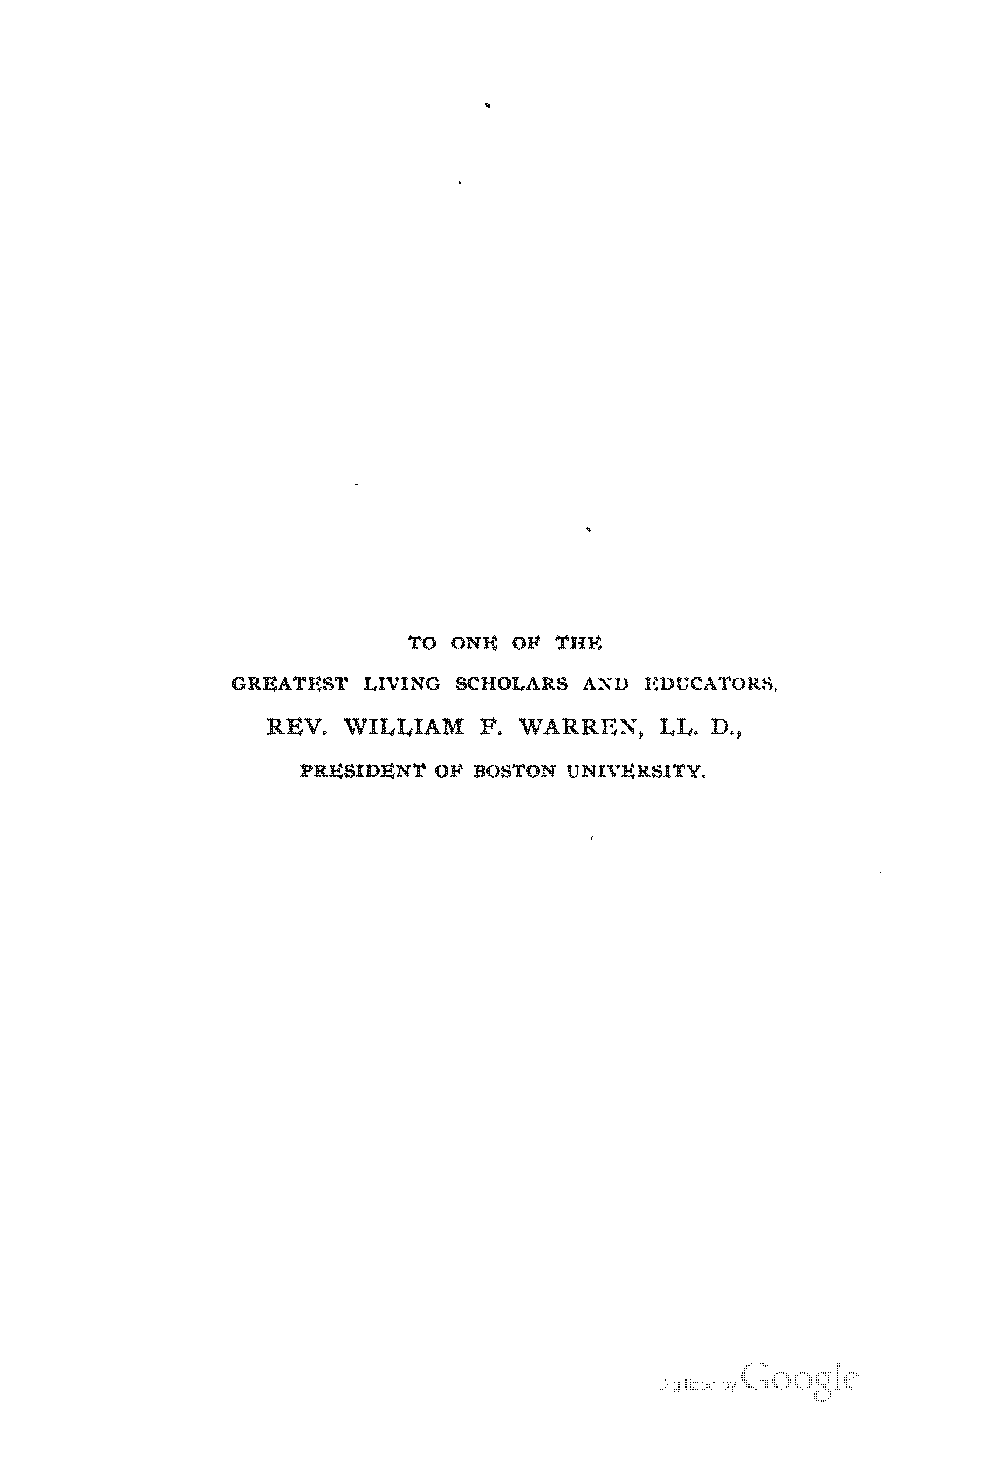 TO ONE OF THE
GREATEST LIVING SCHOLARS AND EDUCATORS,
REV. WILLIAM F. WARREN, LL. D.,
PRESIDENT OF BOSTON UNIVERSITY.
Digitized by Google